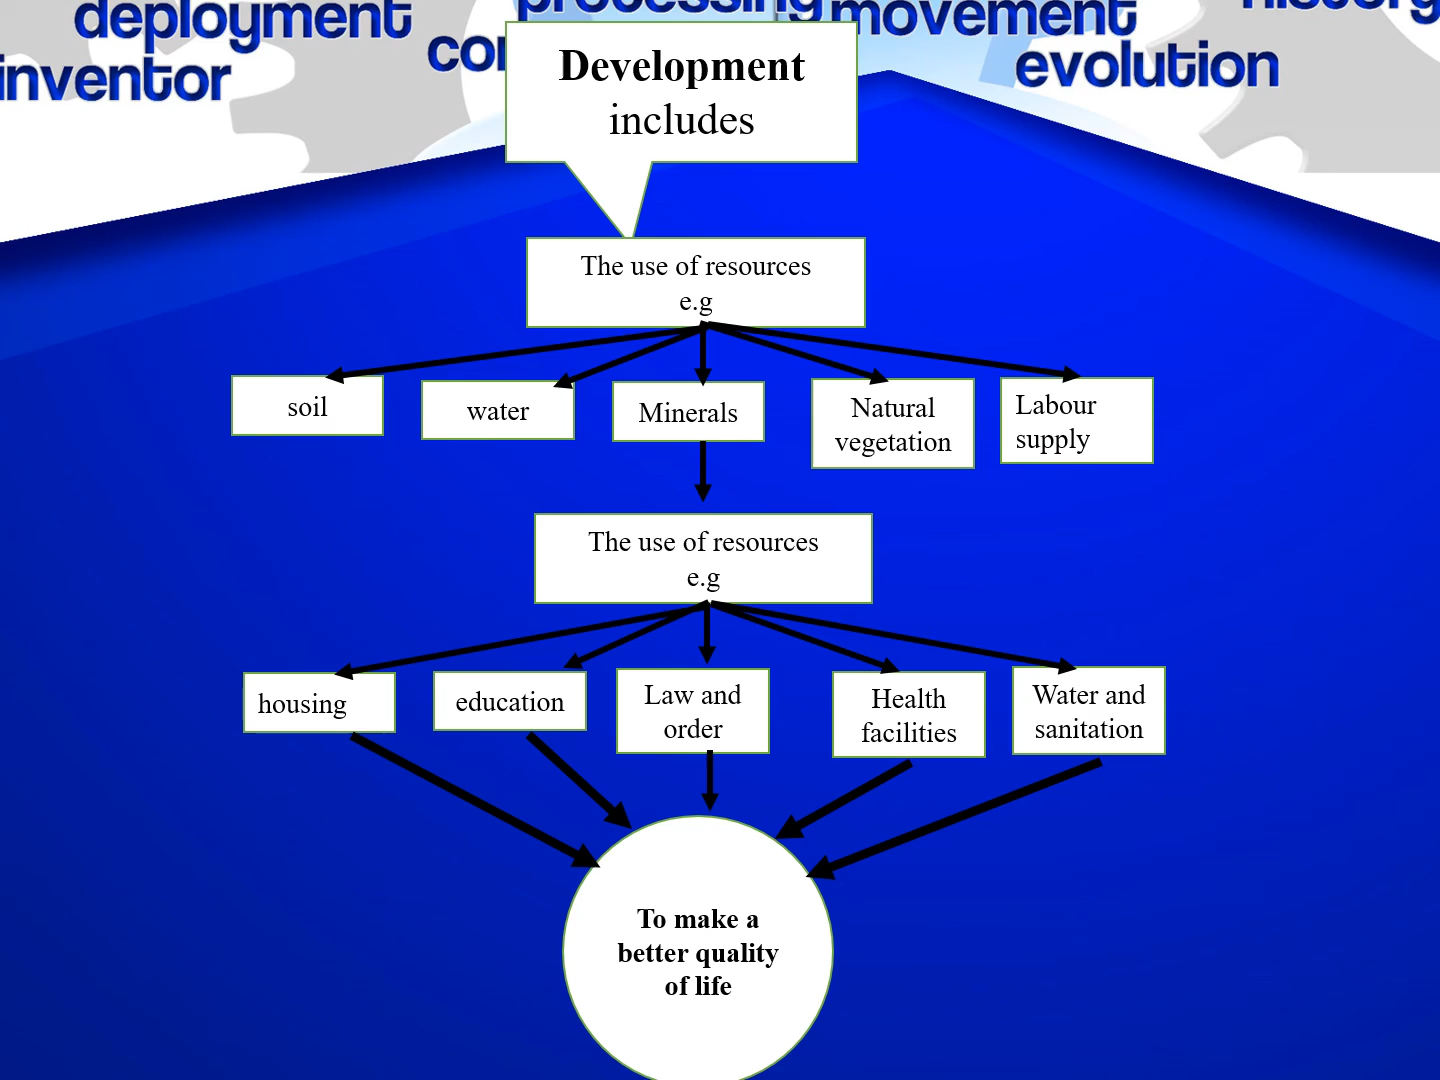 deployment
processing
movement
inventor
evolution
Development
includes
The use of resources
e.g
soil
water
Minerals
Natural
vegetation
Labour
supply
The use of resources
e.g
housing
education
Law and
order
Health
facilities
Water and
sanitation
To make a
better quality
of life